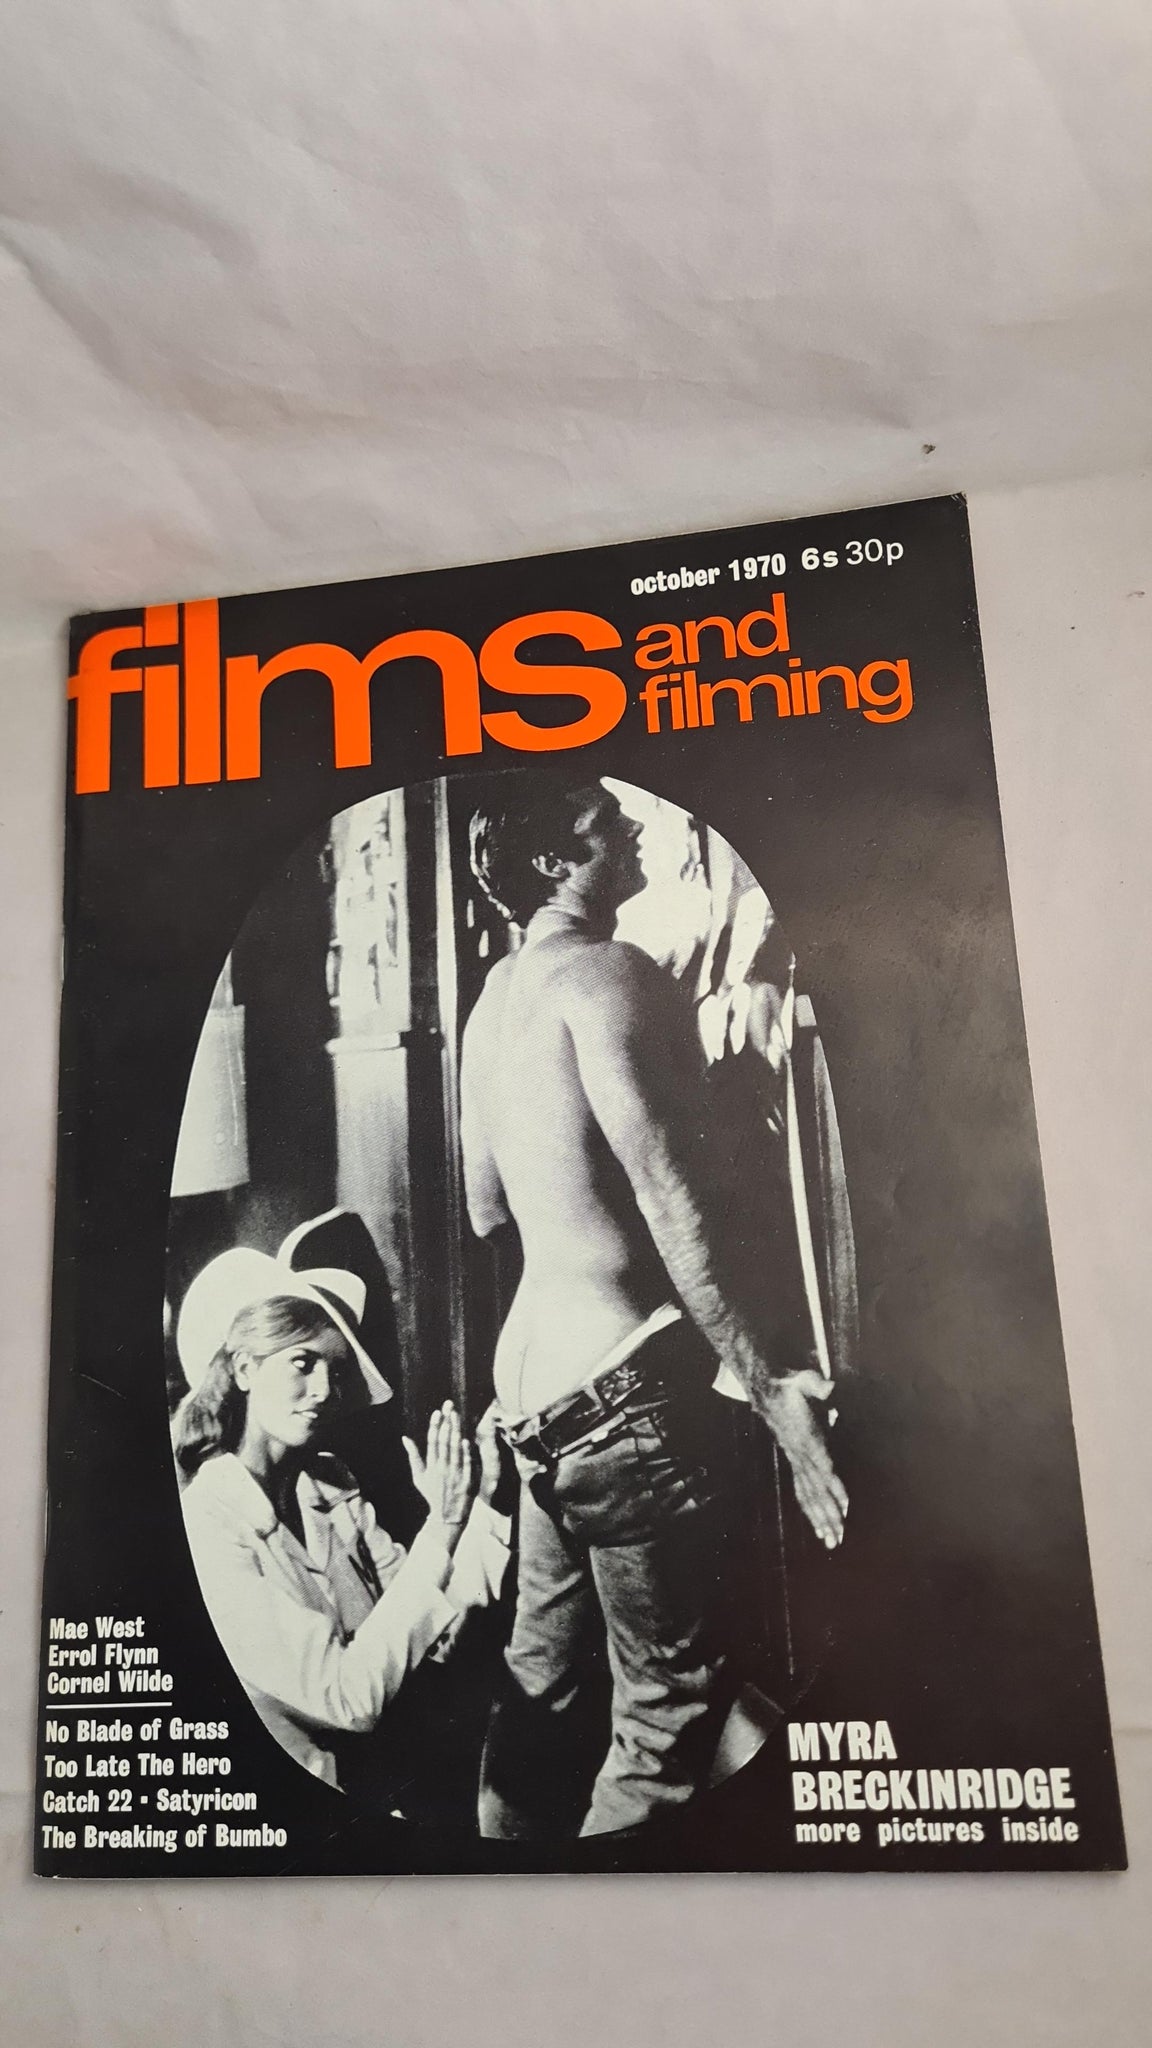 october 1970 6s 30p
films and filming
Mae West
Errol Flynn
Cornel Wilde
No Blade of Grass
Too Late The Hero
Catch 22 · Satyricon
The Breaking of Bumbo
MYRA
BRECKINRIDGE
more pictures inside